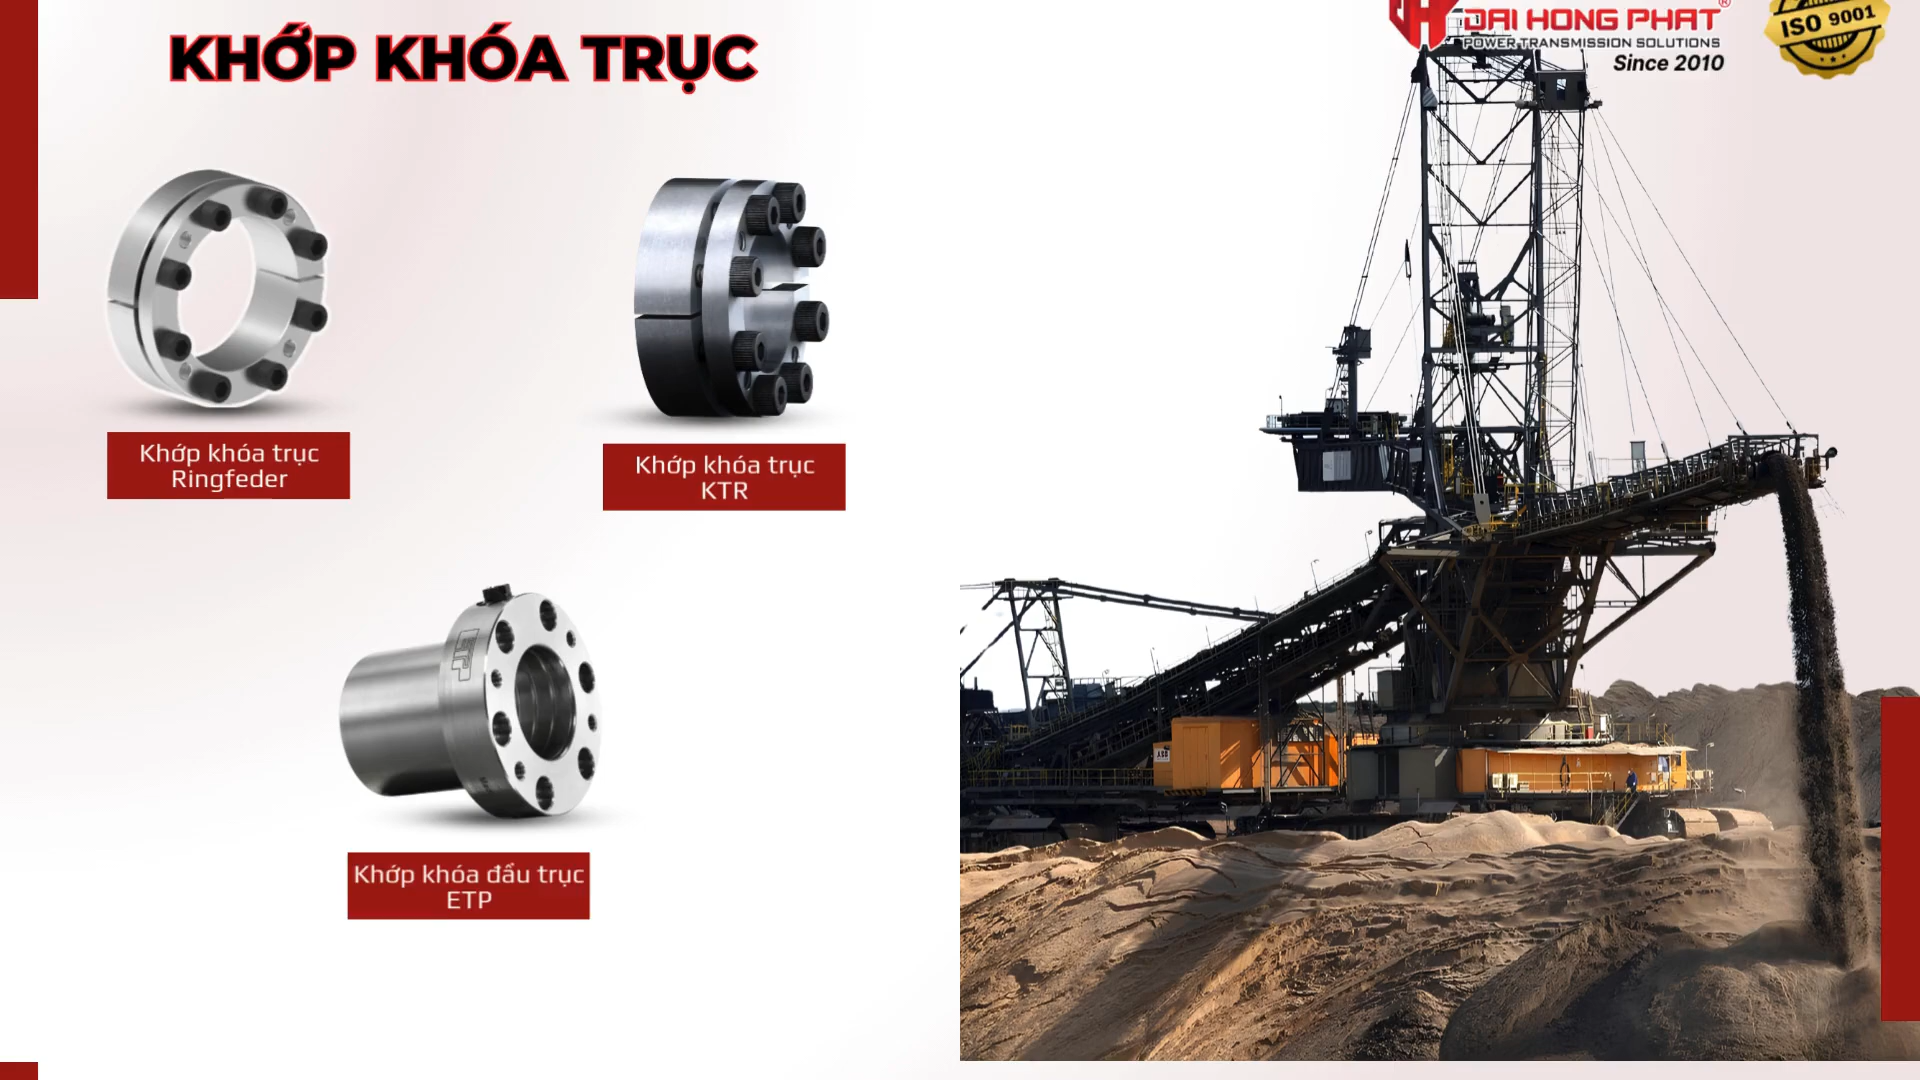 KHỚP KHÓA TRỤC
DAI HONG PHAT®
POWER TRANSMISSION SOLUTIONS
Since 2010
ISO 9001
Khớp khóa trục
Ringfeder
Khớp khóa trục
KTR
ETP
Khớp khóa đầu trục
ETP